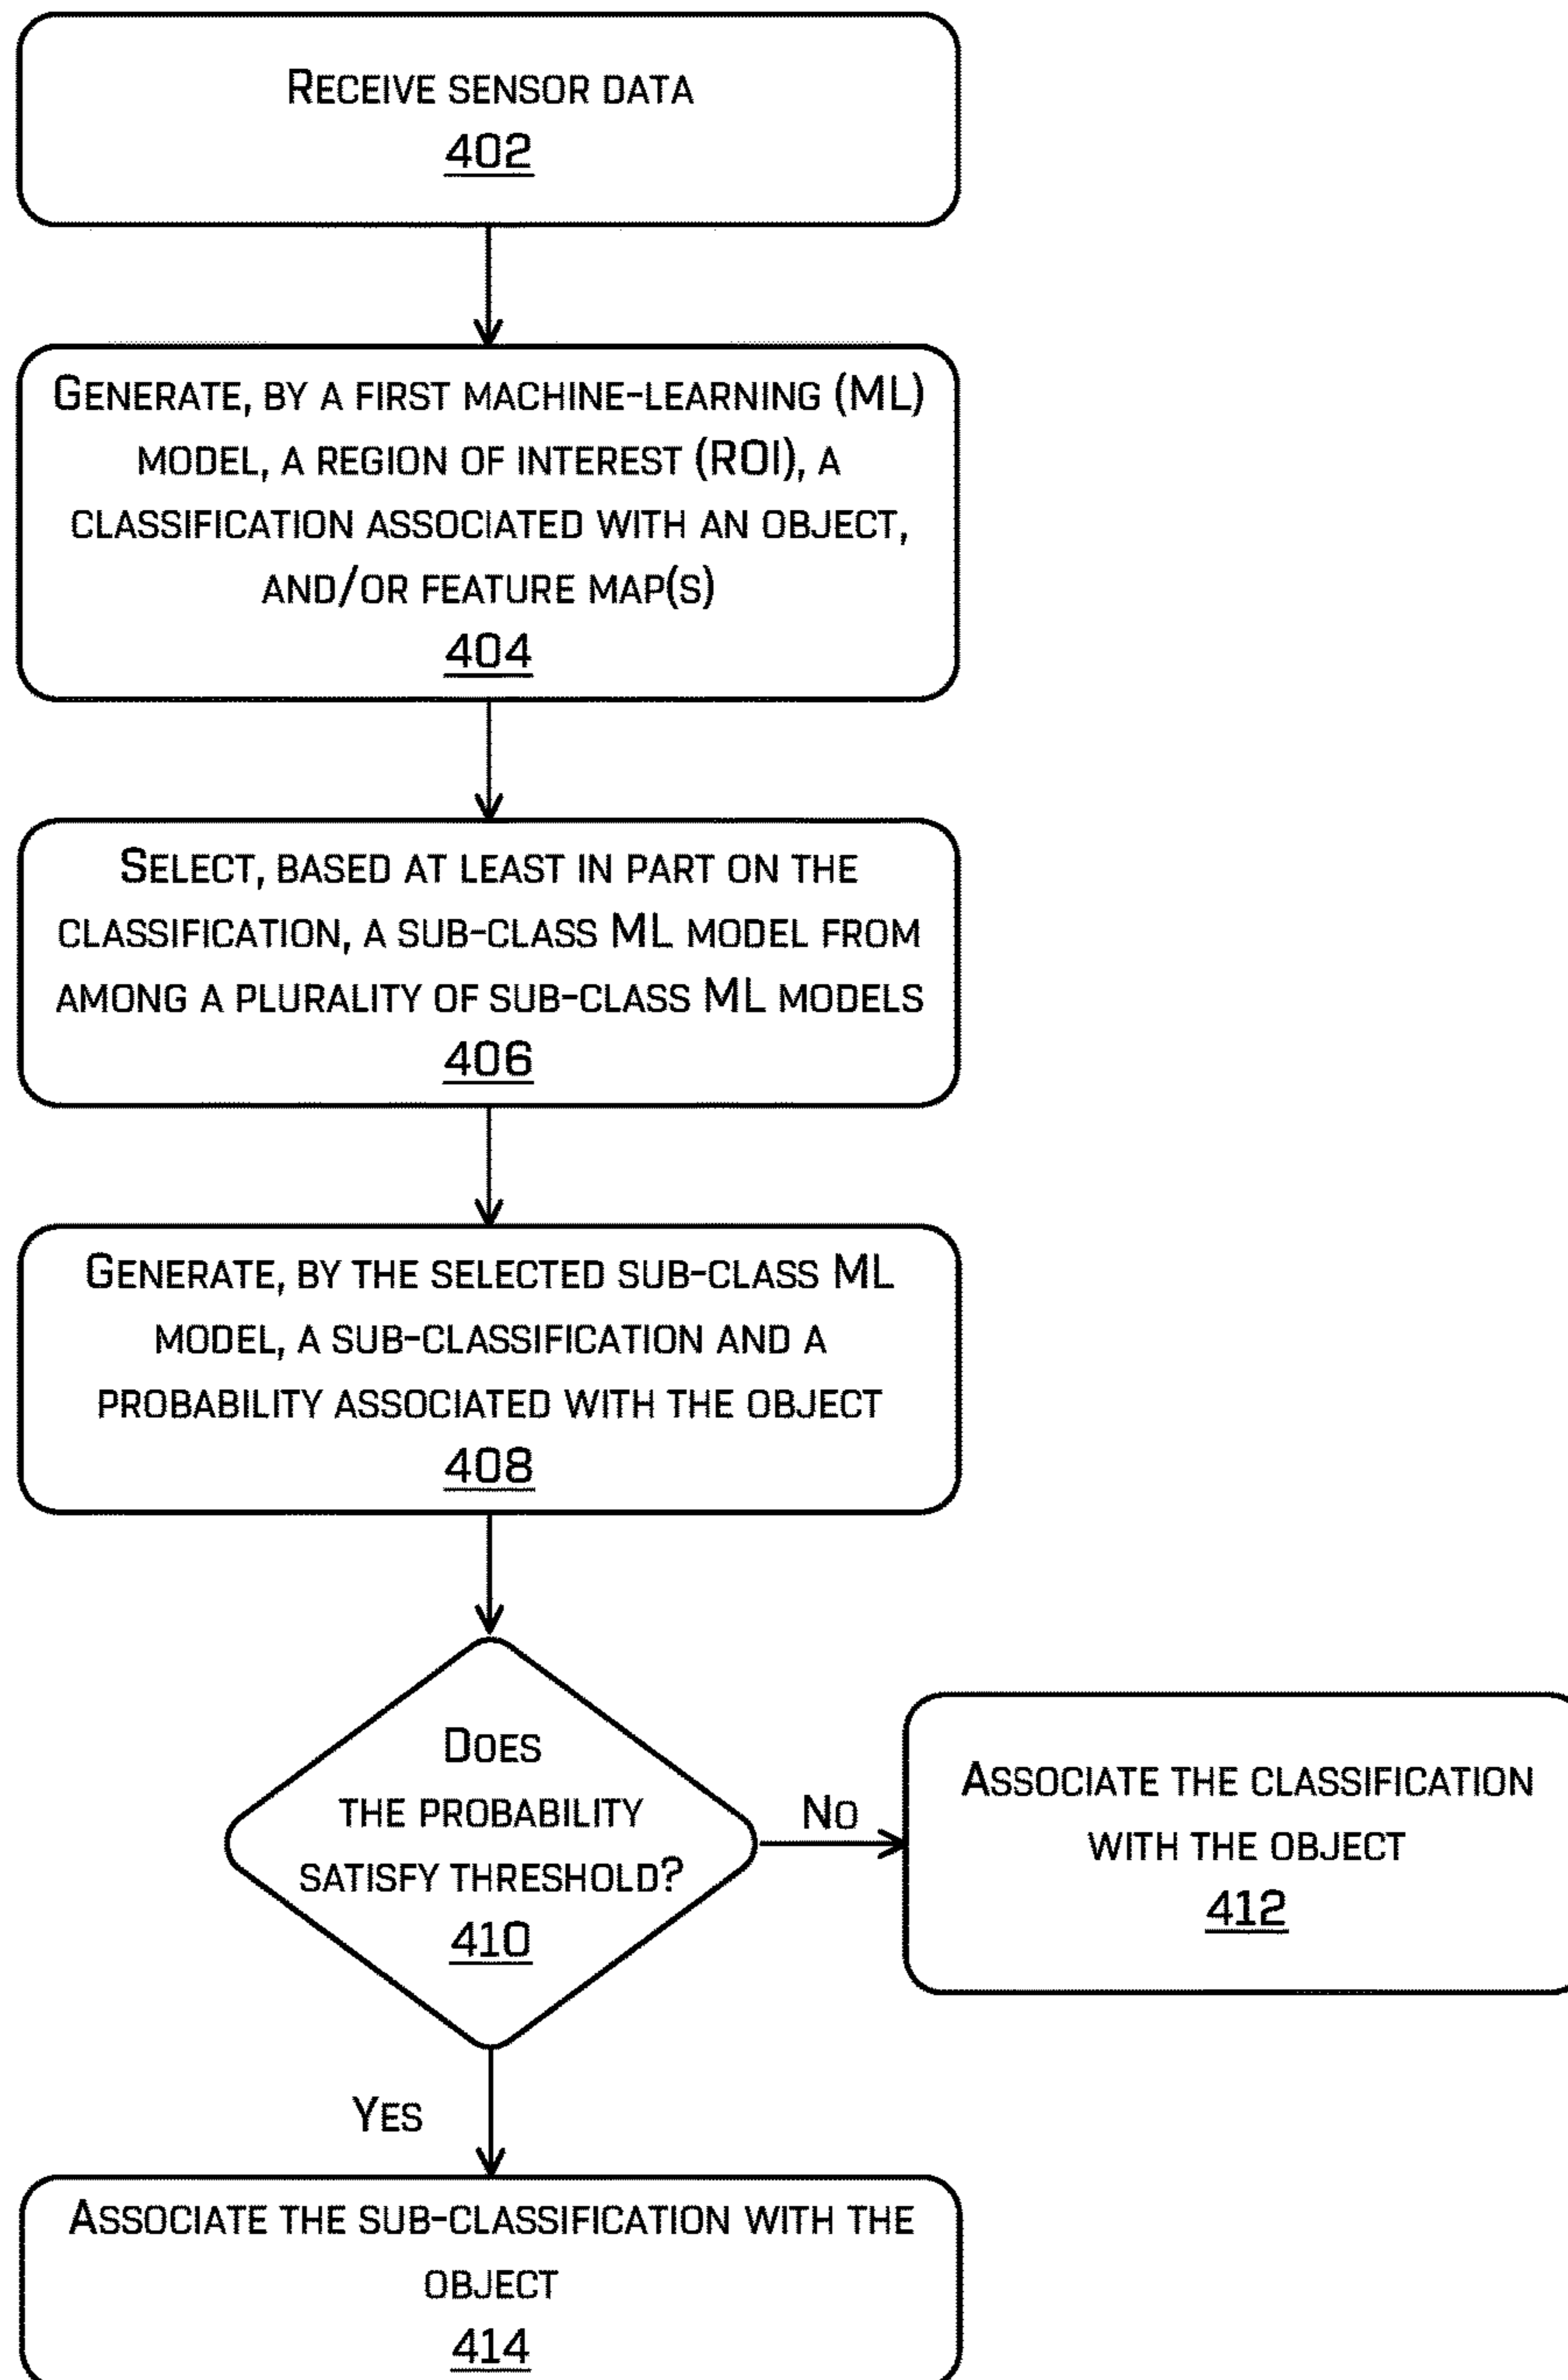 RECEIVE SENSOR DATA
402
GENERATE, BY A FIRST MACHINE-LEARNING (ML)
MODEL, A REGION OF INTEREST (ROI), A
CLASSIFICATION ASSOCIATED WITH AN OBJECT,
AND/OR FEATURE MAP(S)
404
SELECT, BASED AT LEAST IN PART ON THE
CLASSIFICATION, A SUB-CLASS ML MODEL FROM
AMONG A PLURALITY OF SUB-CLASS ML MODELS
406
GENERATE, BY THE SELECTED SUB-CLASS ML
MODEL, A SUB-CLASSIFICATION AND A
PROBABILITY ASSOCIATED WITH THE OBJECT
408
DOES
THE PROBABILITY
SATISFY THRESHOLD?
410
NO
ASSOCIATE THE CLASSIFICATION
WITH THE OBJECT
412
YES
ASSOCIATE THE SUB-CLASSIFICATION WITH THE
OBJECT
414